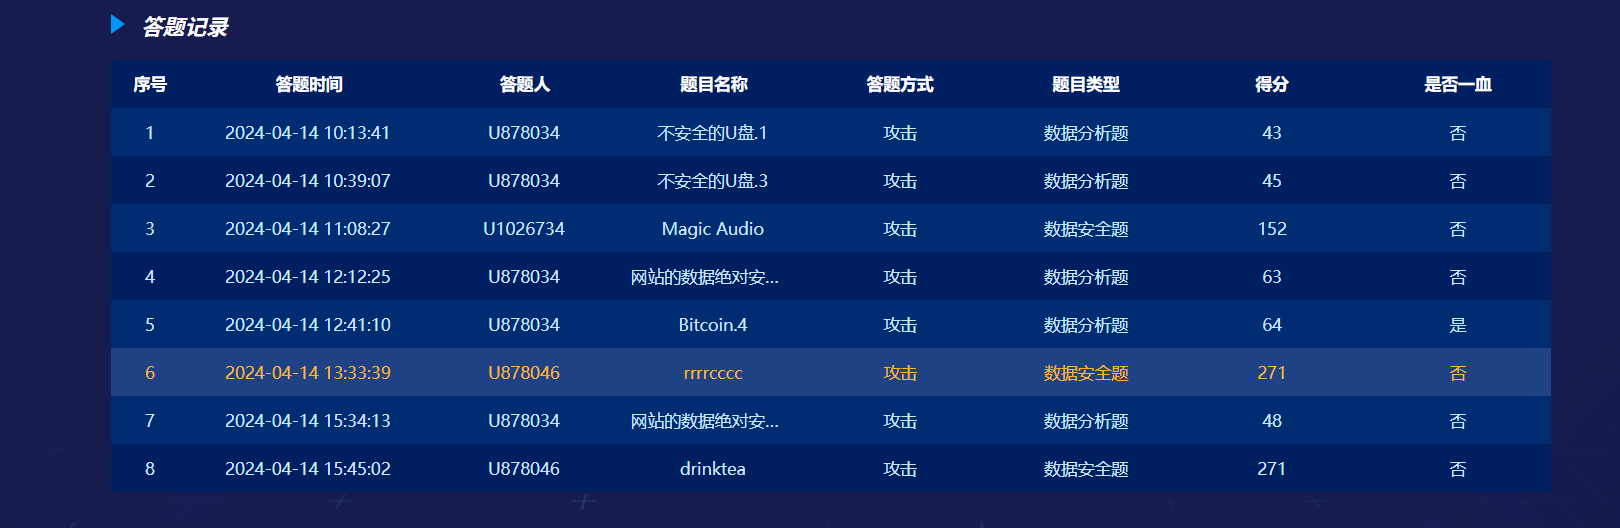 答题记录
序号 答题时间 答题人 题目名称 答题方式 题目类型 得分 是否一血
1 2024-04-14 10:13:41 U878034 不安全的U盘.1 攻击 数据分析题 43 否
2 2024-04-14 10:39:07 U878034 不安全的U盘.3 攻击 数据分析题 45 否
3 2024-04-14 11:08:27 U1026734 Magic Audio 攻击 数据安全题 152 否
4 2024-04-14 12:12:25 U878034 网站的数据绝对安... 攻击 数据分析题 63 否
5 2024-04-14 12:41:10 U878034 Bitcoin.4 攻击 数据分析题 64 是
6 2024-04-14 13:33:39 U878046 rrrrcccc 攻击 数据安全题 271 否
7 2024-04-14 15:34:13 U878034 网站的数据绝对安... 攻击 数据分析题 48 否
8 2024-04-14 15:45:02 U878046 drinktea 攻击 数据安全题 271 否